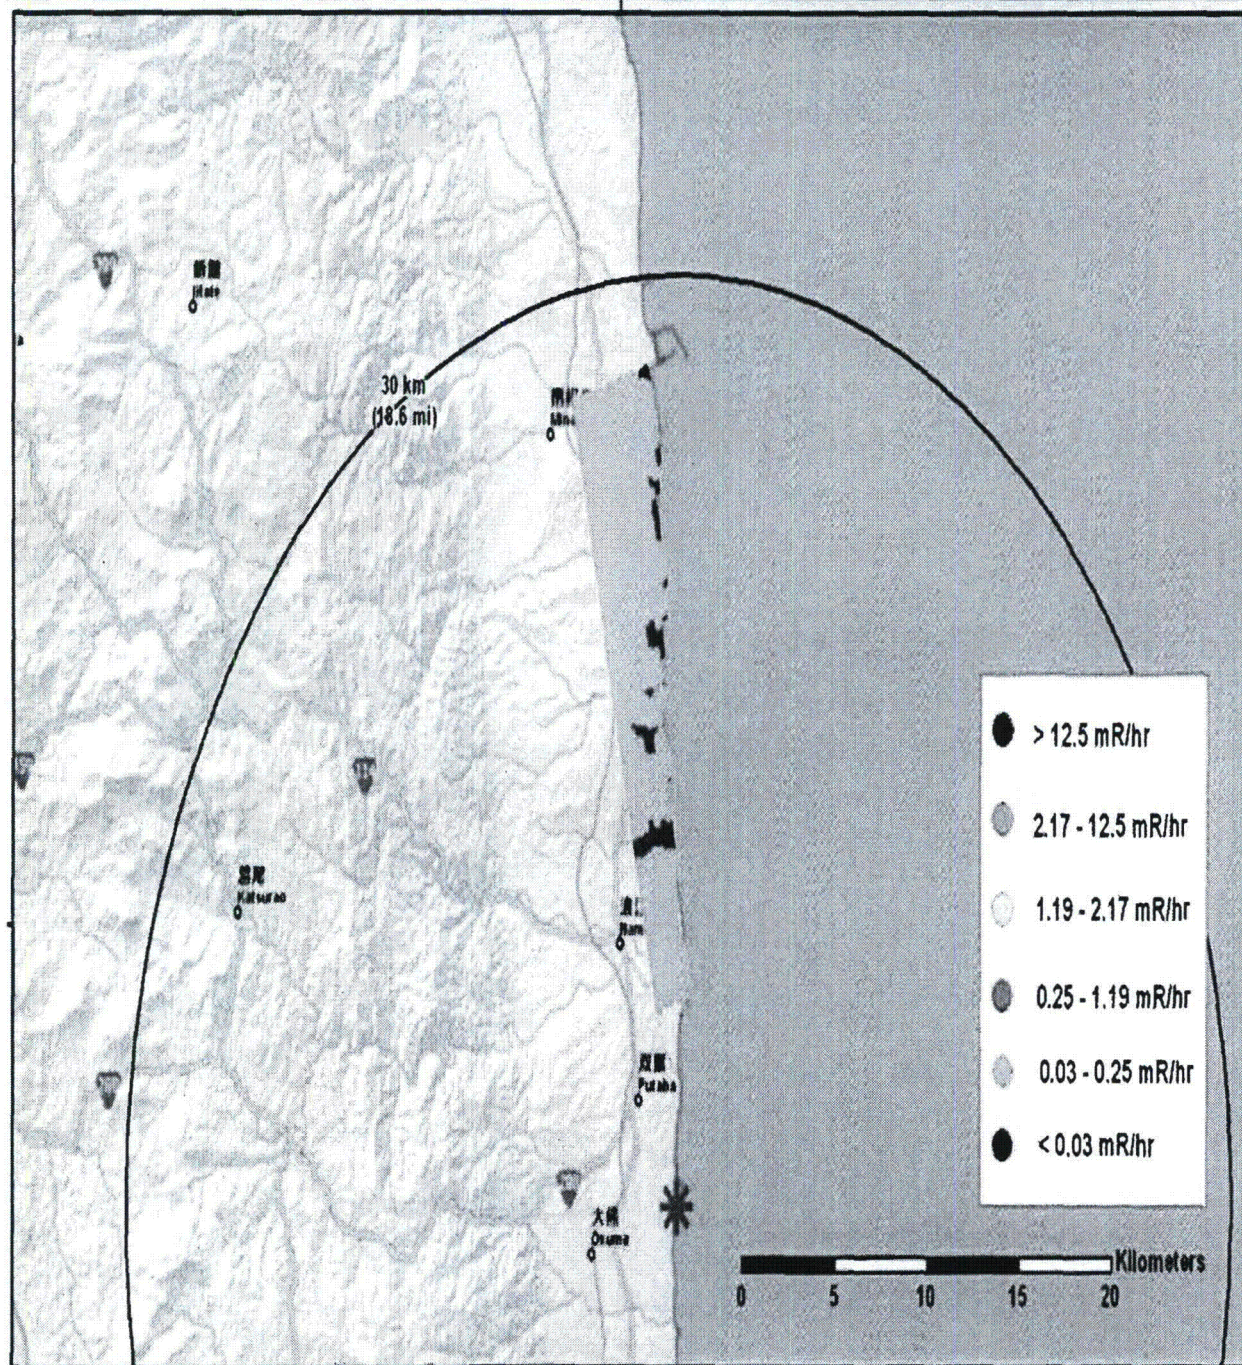 Iitate
30 km
(18.6 mi)
葛尾
Katsurao
双葉
Futaba
大熊
Okuma
> 12.5 mR/hr
2.17 - 12.5 mR/hr
1.19 - 2.17 mR/hr
0.25 - 1.19 mR/hr
0.03 - 0.25 mR/hr
< 0.03 mR/hr
Kilometers
0 5 10 15 20